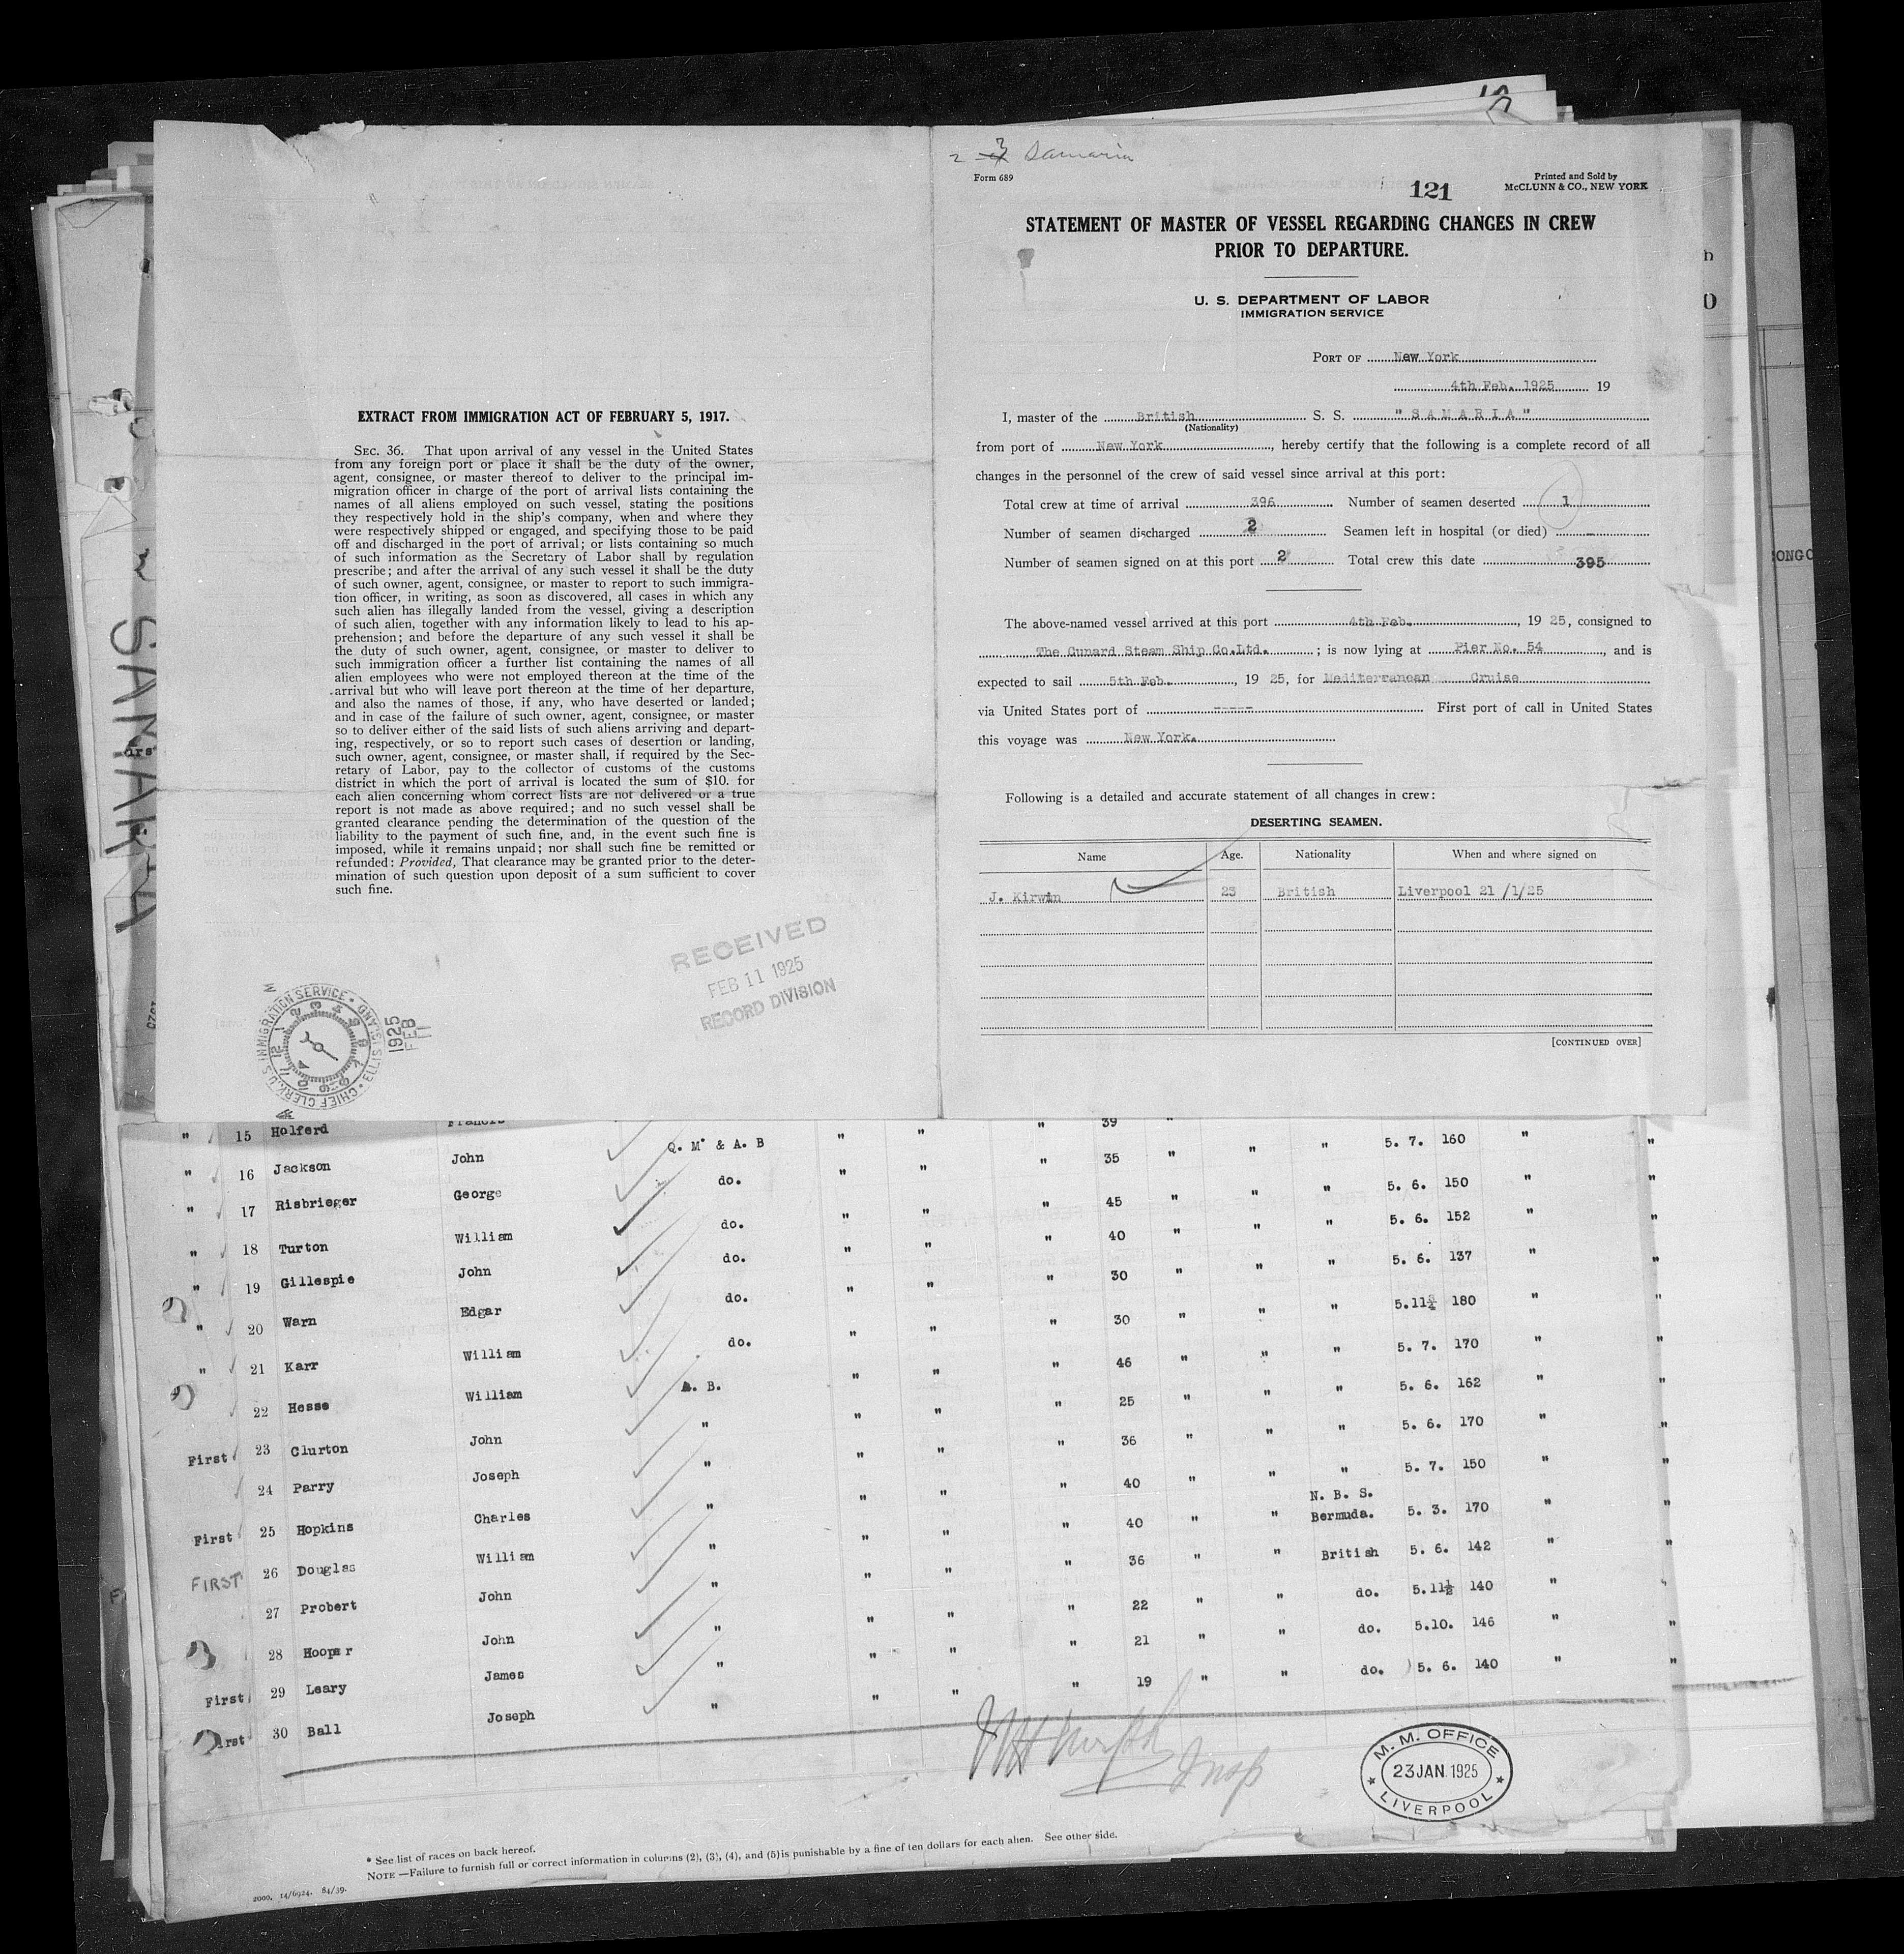 EXTRACT FROM IMMIGRATION ACT OF FEBRUARY 5, 1917.
SEC. 36. That upon arrival of any vessel in the United States
from any foreign port or place it shall be the duty of the owner,
agent, consignee, or master thereof to deliver to the principal im-
migration officer in charge of the port of arrival lists containing the
names of all aliens employed on such vessel, stating the positions
they respectively hold in the ship's company, when and where they
were respectively shipped or engaged, and specifying those to be paid
off and discharged in the port of arrival; or lists containing so much
of such information as the Secretary of Labor shall by regulation
prescribe; and after the arrival of any such vessel it shall be the duty
of such owner, agent, consignee, or master to report to such immigra-
tion officer, in writing, as soon as discovered, all cases in which any
such alien has illegally landed from the vessel, giving a description
of such alien, together with any information likely to lead to his ap-
prehension; and before the departure of any such vessel it shall be
the duty of such owner, agent, consignee, or master to deliver to
such immigration officer a further list containing the names of all
alien employees who were not employed thereon at the time of the
arrival but who will leave port thereon at the time of her departure,
and also the names of those, if any, who have deserted or landed;
and in case of the failure of such owner, agent, consignee, or master
so to deliver either of the said lists of such aliens arriving and depart-
ing, respectively, or so to report such cases of desertion or landing,
such owner, agent, consignee, or master shall, if required by the Sec-
retary of Labor, pay to the collector of customs of the customs
district in which the port of arrival is located the sum of $10. for
each alien concerning whom correct lists are not delivered or a true
report is not made as above required; and no such vessel shall be
granted clearance pending the determination of the question of the
liability to the payment of such fine, and, in the event such fine is
imposed, while it remains unpaid; nor shall such fine be remitted or
refunded: Provided, That clearance may be granted prior to the deter-
mination of such question upon deposit of a sum sufficient to cover
such fine.
RECEIVED
FEB 11 1925
RECORD DIVISION
CHIEF CLERK, U.S. IMMIGRATION SERVICE • ELLIS ISLAND •
1925
FEB
11
SAMARIA
2 3 Samaria
Form 689
121
Printed and Sold by
McCLUNN & CO., NEW YORK
STATEMENT OF MASTER OF VESSEL REGARDING CHANGES IN CREW
PRIOR TO DEPARTURE.
U. S. DEPARTMENT OF LABOR
IMMIGRATION SERVICE
PORT OF New York
4th Feb. 1925 19
I, master of the British S. S. "SAMARIA"
(Nationality)
from port of New York, hereby certify that the following is a complete record of all
changes in the personnel of the crew of said vessel since arrival at this port:
Total crew at time of arrival 396 Number of seamen deserted 1
Number of seamen discharged 2 Seamen left in hospital (or died) -
Number of seamen signed on at this port 2 Total crew this date 395
The above-named vessel arrived at this port 4th Feb., 19 25, consigned to
The Cunard Steam Ship Co.Ltd. ; is now lying at Pier No. 54, and is
expected to sail 5th Feb., 19 25, for Mediterranean Cruise
via United States port of ----- First port of call in United States
this voyage was New York.
Following is a detailed and accurate statement of all changes in crew:
DESERTING SEAMEN.
Name Age. Nationality When and where signed on
J. Kirwin 23 British Liverpool 21 /1/25
[CONTINUED OVER]
" 15 Holferd Francis " " " 39 "
" 16 Jackson John Q. M. & A. B " " " 35 " " " 5. 7. 160 " "
" 17 Risbrieger George do. " " " 45 " " " 5. 6. 150 " "
" 18 Turton William do. " " " 40 " " " 5. 6. 152 " "
" 19 Gillespie John do. " " " 30 " " " 5. 6. 137 " "
" 20 Warn Edgar do. " " " 30 " " " 5.11¾ 180 " "
" 21 Karr William do. " " " 46 " " " 5. 7. 170 " "
22 Hesse William A. B. " " " 25 " " " 5. 6. 162 " "
First 23 Clurton John " " " " 36 " " " 5. 6. 170 " "
24 Parry Joseph " " " " 40 " " " 5. 7. 150 " "
First 25 Hopkins Charles " " " " 40 " " N. B. S. Bermuda. 5. 3. 170 " "
FIRST 26 Douglas William " " " " 36 " " British 5. 6. 142 " "
27 Probert John " " " " 22 " " do. 5.11½ 140 " "
28 Hooper John " " " " 21 " " do. 5.10. 146 " "
First 29 Leary James " " " " 19 " " do. 5. 6. 140 " "
First 30 Ball Joseph "
Insp
M. M. OFFICE
23 JAN 1925
LIVERPOOL
* See list of races on back hereof.
NOTE —Failure to furnish full or correct information in columns (2), (3), (4), and (5) is punishable by a fine of ten dollars for each alien. See other side.
2000. 14/6924. 84/39.